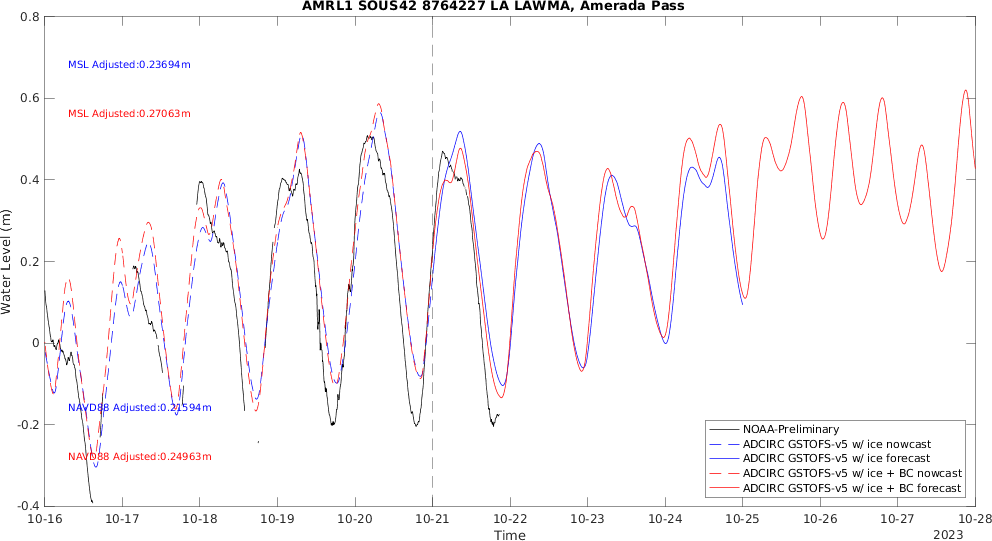 AMRL1 SOUS42 8764227 LA LAWMA, Amerada Pass
0.8
0.6
0.4
0.2
0
-0.2
-0.4
Water Level (m)
MSL Adjusted:0.23694m
MSL Adjusted:0.27063m
NAVD88 Adjusted:0.21594m
NAVD88 Adjusted:0.24963m
NOAA-Preliminary
ADCIRC GSTOFS-v5 w/ ice nowcast
ADCIRC GSTOFS-v5 w/ ice forecast
ADCIRC GSTOFS-v5 w/ ice + BC nowcast
ADCIRC GSTOFS-v5 w/ ice + BC forecast
10-16 10-17 10-18 10-19 10-20 10-21 10-22 10-23 10-24 10-25 10-26 10-27 10-28
Time
2023